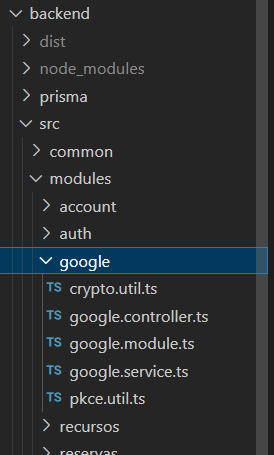 backend
dist
node_modules
prisma
src
common
modules
account
auth
google
TS crypto.util.ts
TS google.controller.ts
TS google.module.ts
TS google.service.ts
TS pkce.util.ts
recursos
reservas